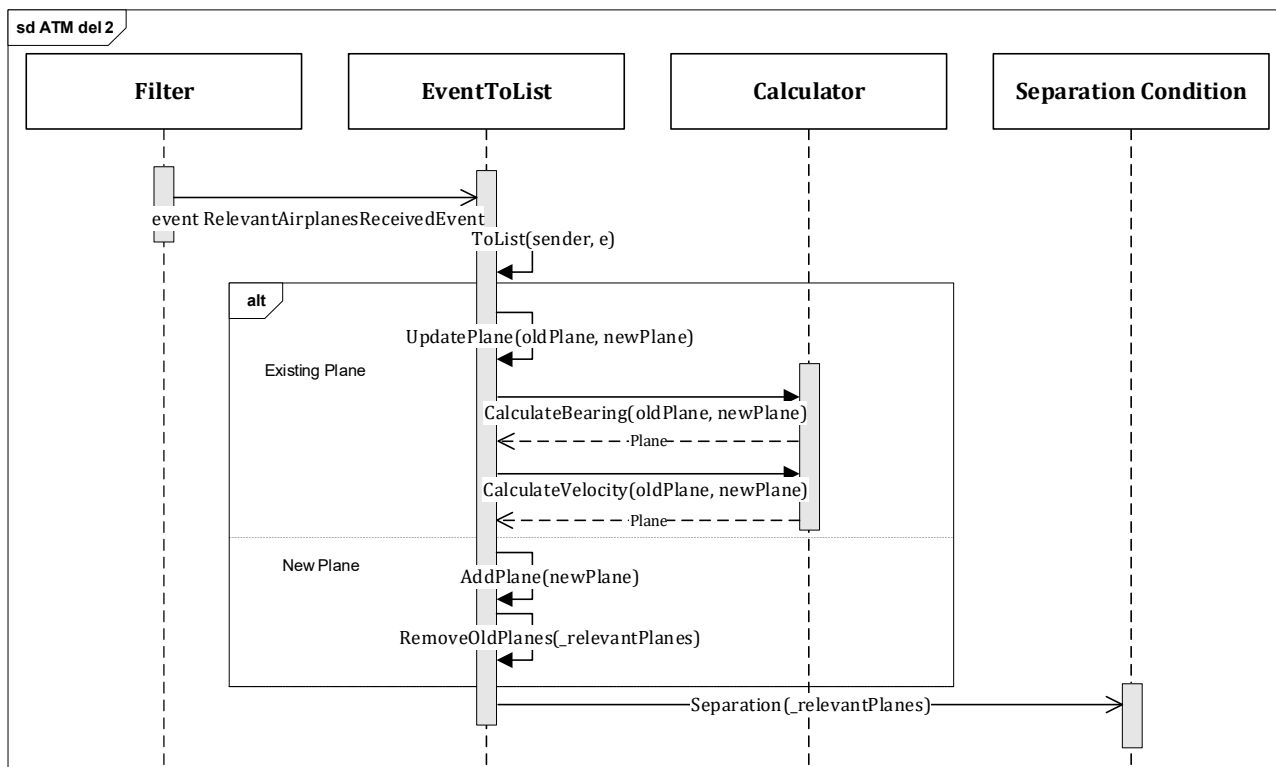 sd ATM del 2
Filter
EventToList
Calculator
Separation Condition
event RelevantAirplanesReceivedEvent
ToList(sender, e)
alt
UpdatePlane(oldPlane, newPlane)
Existing Plane
CalculateBearing(oldPlane, newPlane)
Plane
CalculateVelocity(oldPlane, newPlane)
Plane
New Plane
AddPlane(newPlane)
RemoveOldPlanes(_relevantPlanes)
Separation(_relevantPlanes)